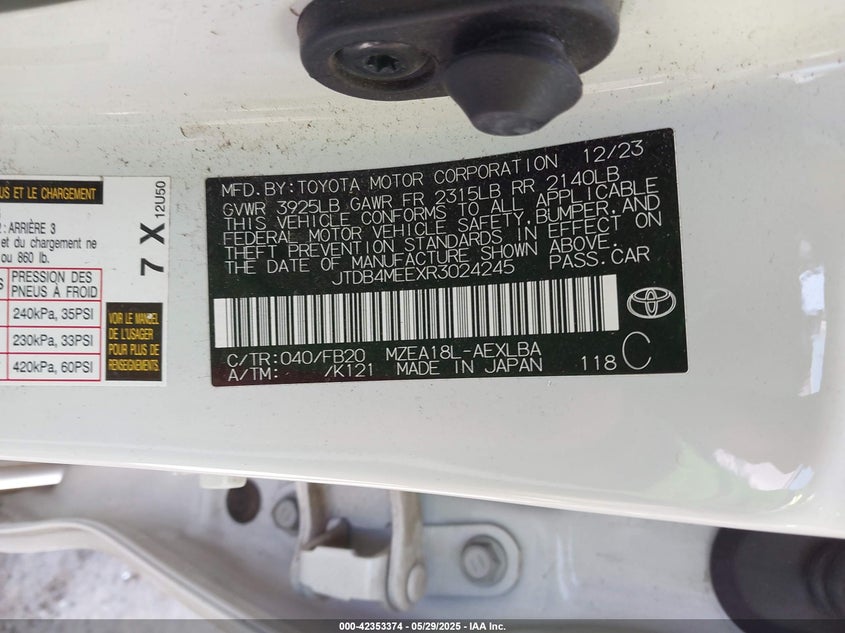 US ET LE CHARGEMENT
: ARRIÈRE 3
et du chargement ne
ou 860 lb.
PRESSION DES
PNEUS À FROID
240kPa, 35PSI
230kPa, 33PSI
420kPa, 60PSI
7 X
12U50
VOIR LE MANUEL
DE L'USAGER
POUR PLUS DE
RENSEIGNEMENTS
MFD.BY:TOYOTA MOTOR CORPORATION 12/23
GVWR 3925LB GAWR FR 2315LB RR 2140LB
THIS VEHICLE CONFORMS TO ALL APPLICABLE
FEDERAL MOTOR VEHICLE SAFETY,BUMPER,AND
THEFT PREVENTION STANDARDS IN EFFECT ON
THE DATE OF MANUFACTURE SHOWN ABOVE.
JTDB4MEEXR3024245 PASS.CAR
C/TR:040/FB20 MZEA18L-AEXLBA
A/TM: /K121 MADE IN JAPAN 118 C
000-42353374 / 05/29/2025 - IAA Inc.